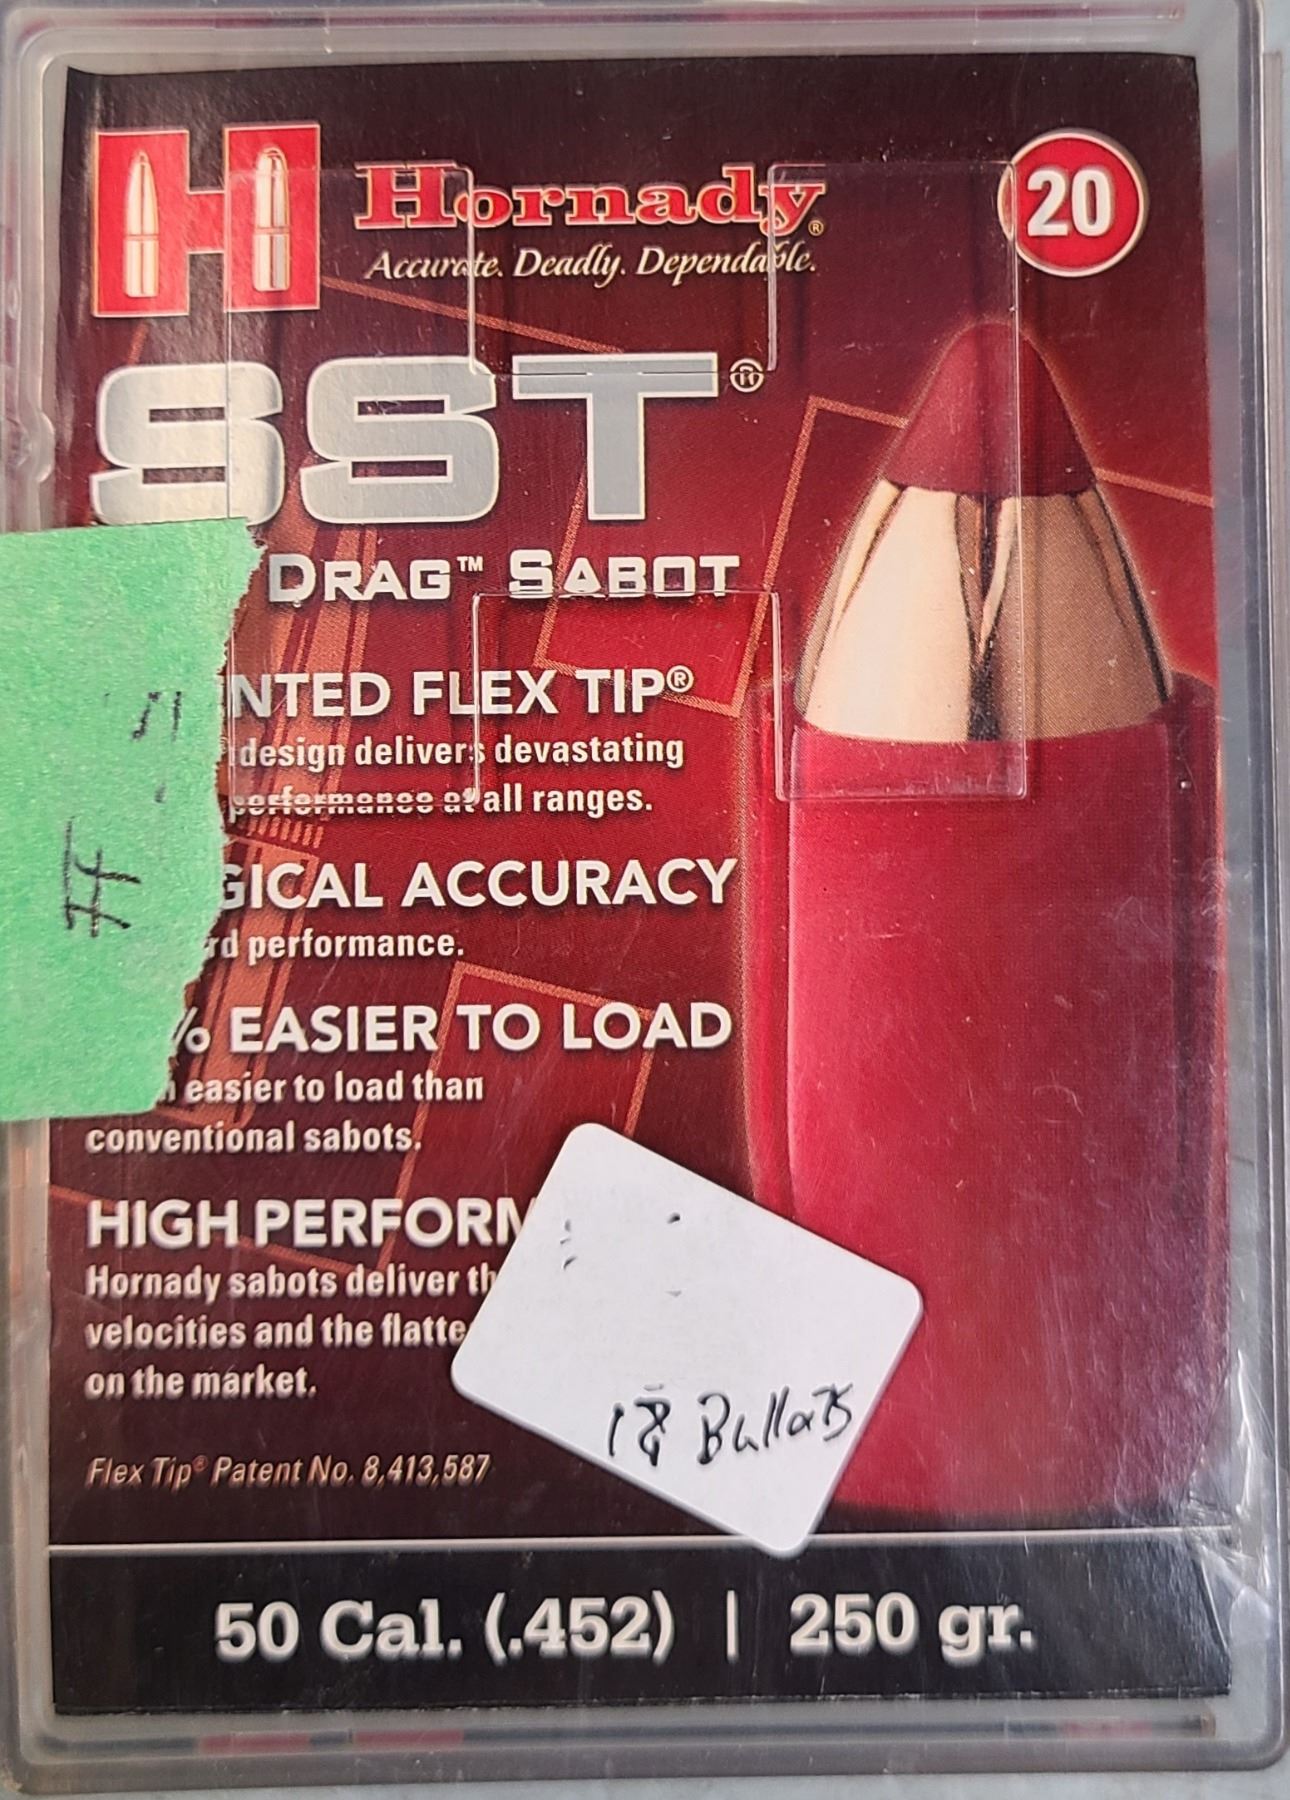 H
Hornady®
20
Accurate. Deadly. Dependable.
SST®
DRAG™ SABOT
NTED FLEX TIP®
design delivers devastating
performance at all ranges.
GICAL ACCURACY
rd performance.
% EASIER TO LOAD
easier to load than
conventional sabots.
HIGH PERFORM
Hornady sabots deliver th
velocities and the flatte
on the market.
Flex Tip® Patent No. 8,413,587
50 Cal. (.452) | 250 gr.